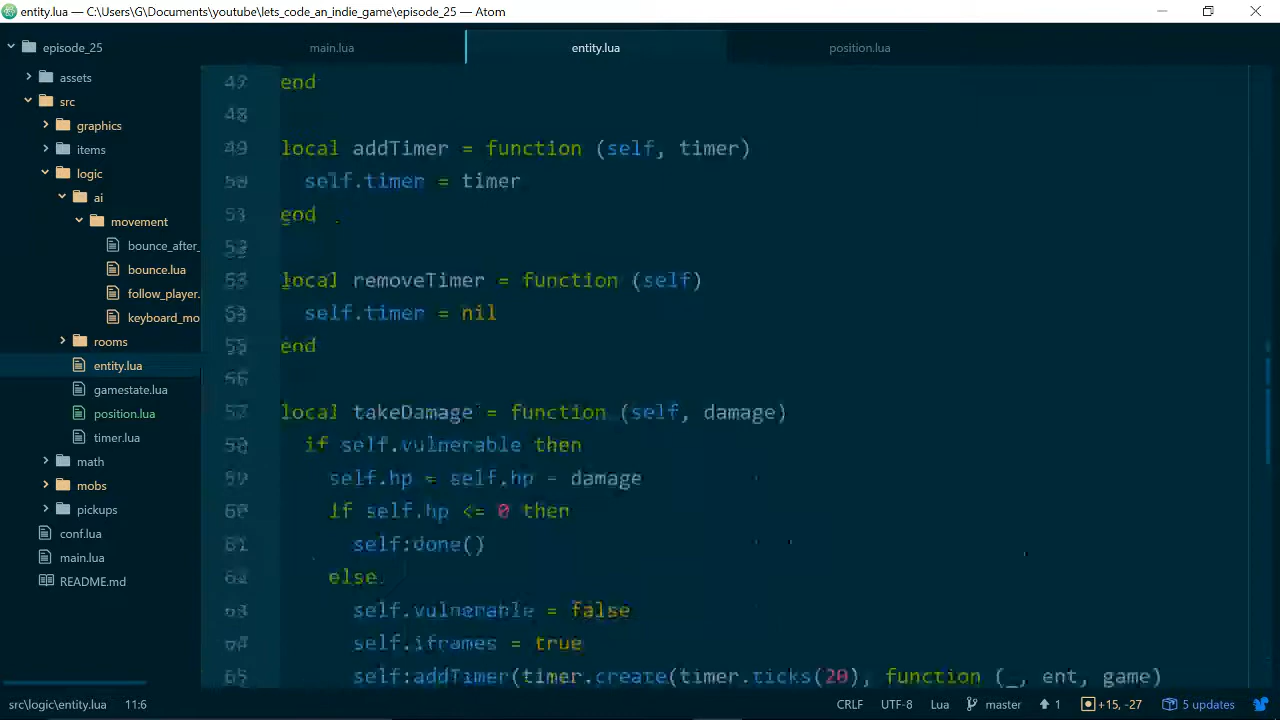 entity.lua — C:\Users\G\Documents\youtube\lets_code_an_indie_game\episode_25 — Atom
episode_25
assets
src
graphics
items
logic
ai
movement
bounce_after_
bounce.lua
follow_player.
keyboard_mo
rooms
entity.lua
gamestate.lua
position.lua
timer.lua
math
mobs
pickups
conf.lua
main.lua
README.md
main.lua
entity.lua
position.lua
47 end
48
49 local addTimer = function (self, timer)
50 self.timer = timer
51 end
52
53 local removeTimer = function (self)
54 self.timer = nil
55 end
56
57 local takeDamage = function (self, damage)
58 if self.vulnerable then
59 self.hp = self.hp - damage
60 if self.hp <= 0 then
61 self:done()
62 else
63 self.vulnerable = false
64 self.iframes = true
65 self:addTimer(timer.create(timer.ticks(20), function (_, ent, game)
src\logic\entity.lua 11:6
CRLF UTF-8 Lua master 1 +15, -27 5 updates